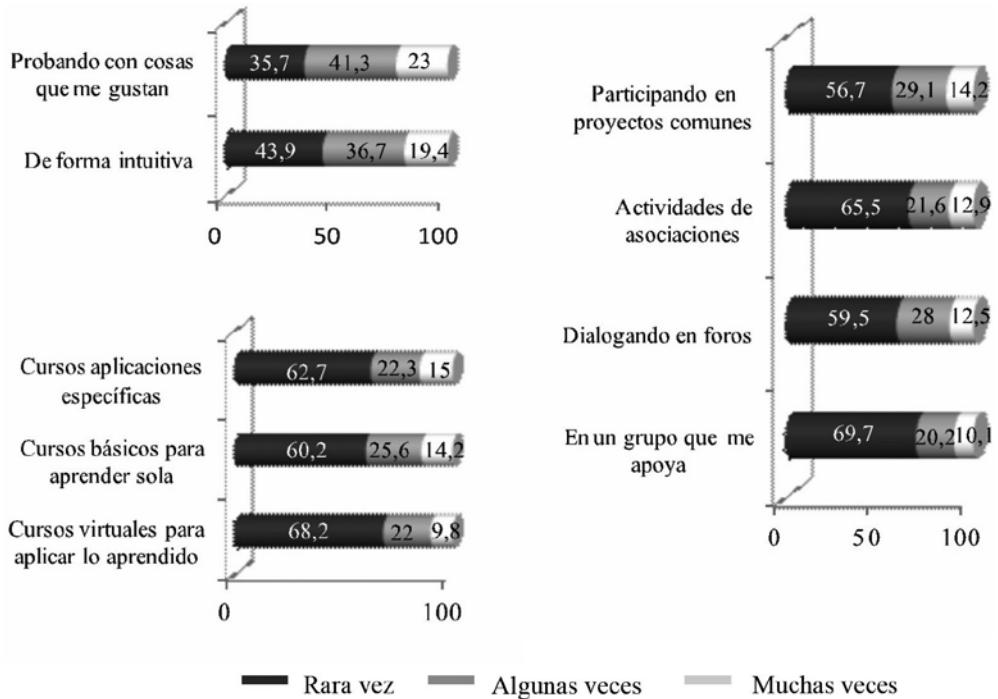 Probando con cosas
que me gustan
35,7 41,3 23
De forma intuitiva
43,9 36,7 19,4
0 50 100
Cursos aplicaciones
específicas
62,7 22,3 15
Cursos básicos para
aprender sola
60,2 25,6 14,2
Cursos virtuales para
aplicar lo aprendido
68,2 22 9,8
0 100
Participando en
proyectos comunes
56,7 29,1 14,2
Actividades de
asociaciones
65,5 21,6 12,9
Dialogando en foros
59,5 28 12,5
En un grupo que me
apoya
69,7 20,2 10,1
0 50 100
Rara vez Algunas veces Muchas veces